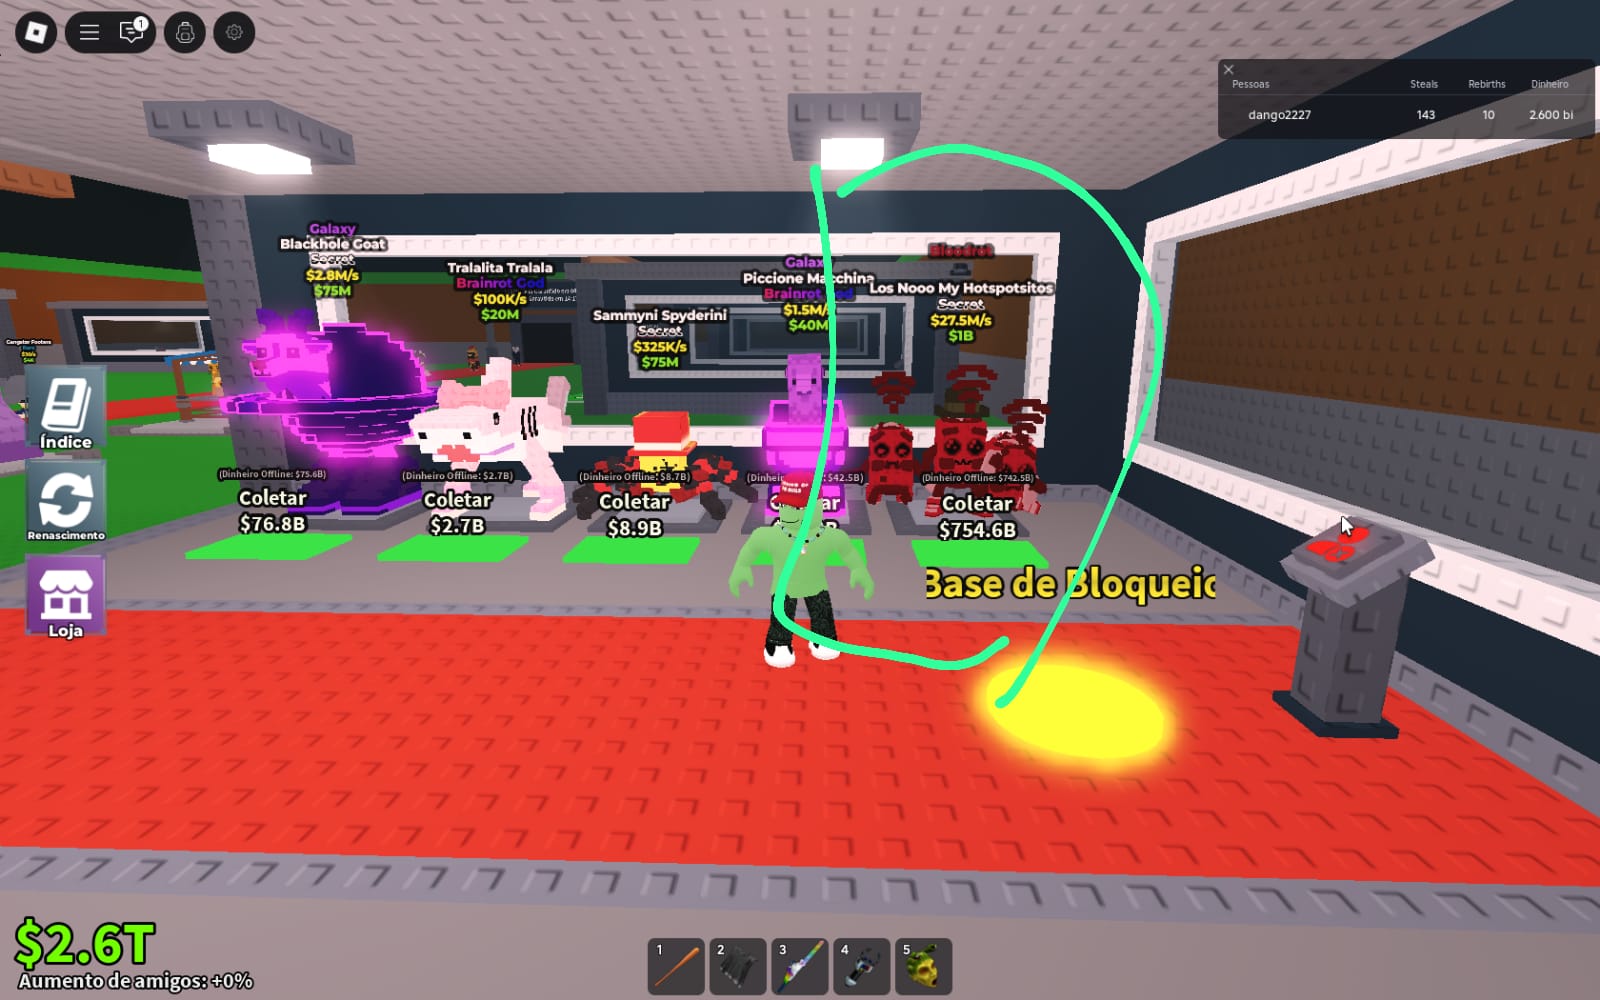 1
Pessoas Steals Rebirths Dinheiro
dango2227 143 10 2.600 bi
Galaxy
Blackhole Goat
Secret
$2.8M/s
$75M
Tralalita Tralala
Brainrot God
$100K/s
$20M
Sammyni Spyderini
Secret
$325K/s
$75M
Galaxy
Piccione Macchina
Brainrot God
$1.5M/s
$40M
Bloodrot
Los Nooo My Hotspotsitos
Secret
$27.5M/s
$1B
Índice
Renascimento
Loja
(Dinheiro Offline: $75.6B)
Coletar
$76.8B
(Dinheiro Offline: $2.7B)
Coletar
$2.7B
(Dinheiro Offline: $8.7B)
Coletar
$8.9B
$42.5B)
(Dinheiro Offline: $742.5B)
Coletar
$754.6B
Base de Bloqueio
$2.6T
Aumento de amigos: +0%
1 2 3 4 5